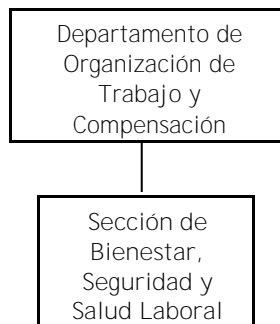 Departamento de
Organización de
Trabajo y
Compensación
Sección de
Bienestar,
Seguridad y
Salud Laboral